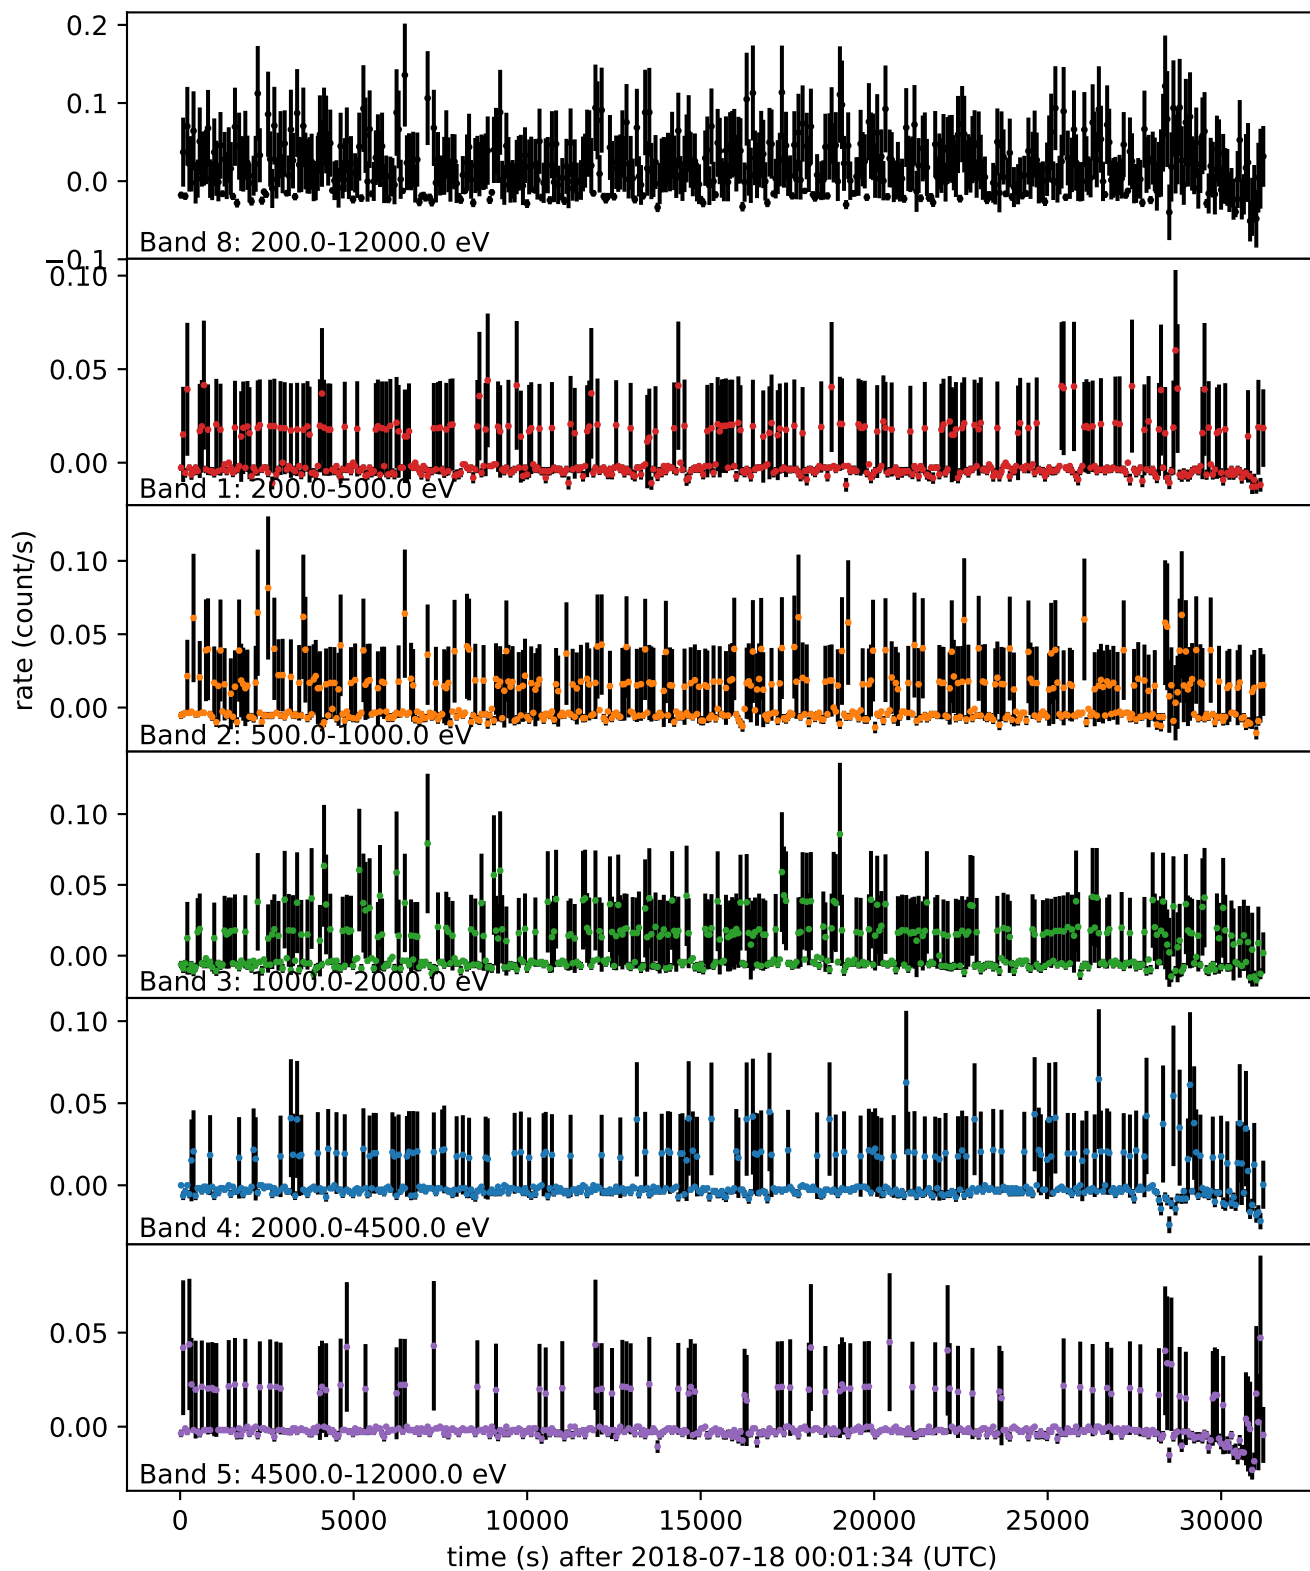 0.2
0.1
0.0
−0.1
Band 8: 200.0-12000.0 eV
0.10
0.05
0.00
Band 1: 200.0-500.0 eV
0.10
0.05
0.00
Band 2: 500.0-1000.0 eV
rate (count/s)
0.10
0.05
0.00
Band 3: 1000.0-2000.0 eV
0.10
0.05
0.00
Band 4: 2000.0-4500.0 eV
0.05
0.00
Band 5: 4500.0-12000.0 eV
0 5000 10000 15000 20000 25000 30000
time (s) after 2018-07-18 00:01:34 (UTC)